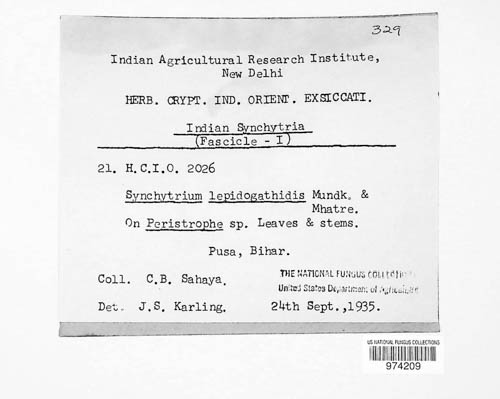 329
Indian Agricultural Research Institute,
New Delhi
HERB. CRYPT. IND. ORIENT. EXSICCATI.
Indian Synchytria
(Fascicle - I)
21. H.C.I.O. 2026
Synchytrium lepidogathidis Mundk. &
Mhatre.
On Peristrophe sp. Leaves & stems.
Pusa, Bihar.
Coll. C.B. Sahaya.
THE NATIONAL FUNGUS COLLECTIONS
United States Department of Agriculture
Det. J.S. Karling.
24th Sept.,1935.
US NATIONAL FUNGUS COLLECTIONS
974209